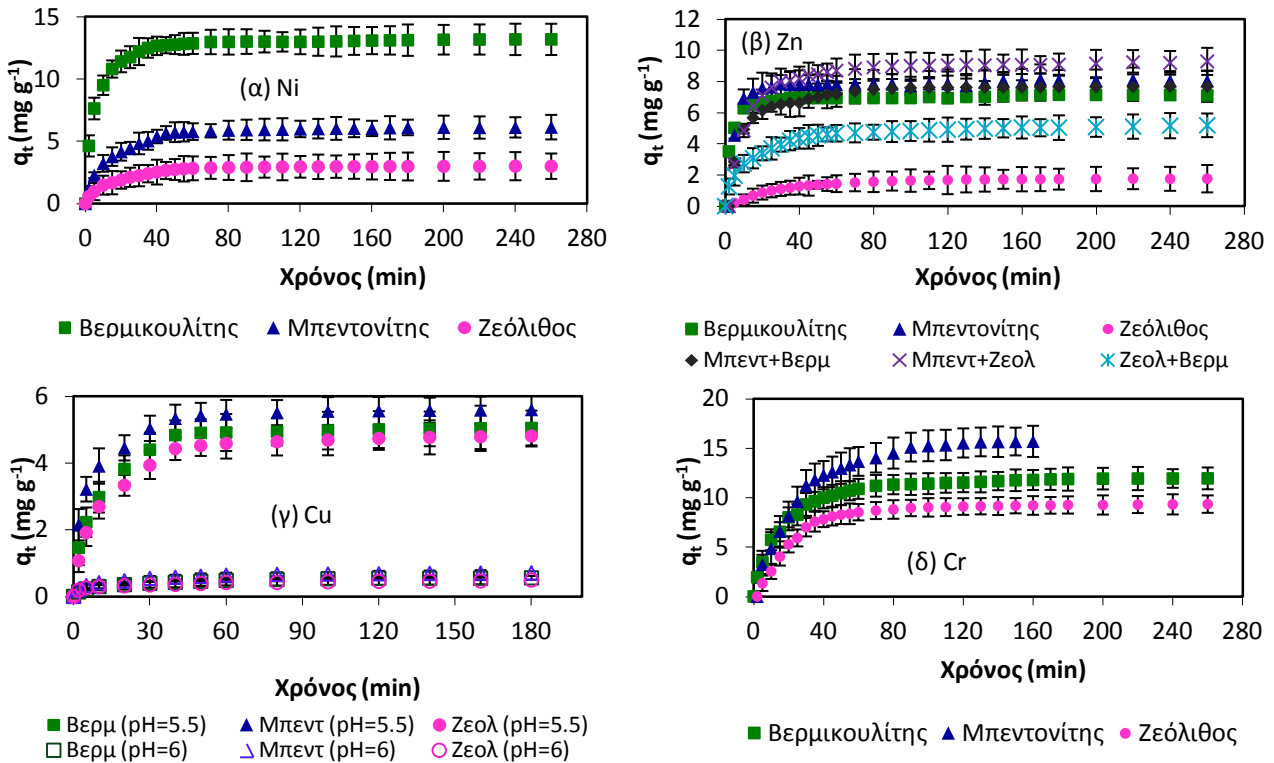 15
10
5
0
qt (mg g-1)
(α) Ni
0 40 80 120 160 200 240 280
Χρόνος (min)
Βερμικουλίτης Μπεντονίτης Ζεόλιθος
12
10
8
6
4
2
0
qt (mg g-1)
(β) Zn
0 40 80 120 160 200 240 280
Χρόνος (min)
Βερμικουλίτης Μπεντονίτης Ζεόλιθος
Μπεντ+Βερμ Μπεντ+Ζεολ Ζεολ+Βερμ
6
4
2
0
qt (mg g-1)
(γ) Cu
0 30 60 90 120 150 180
Χρόνος (min)
Βερμ (pH=5.5) Μπεντ (pH=5.5) Ζεολ (pH=5.5)
Βερμ (pH=6) Μπεντ (pH=6) Ζεολ (pH=6)
20
15
10
5
0
qt (mg g-1)
(δ) Cr
0 40 80 120 160 200 240 280
Χρόνος (min)
Βερμικουλίτης Μπεντονίτης Ζεόλιθος